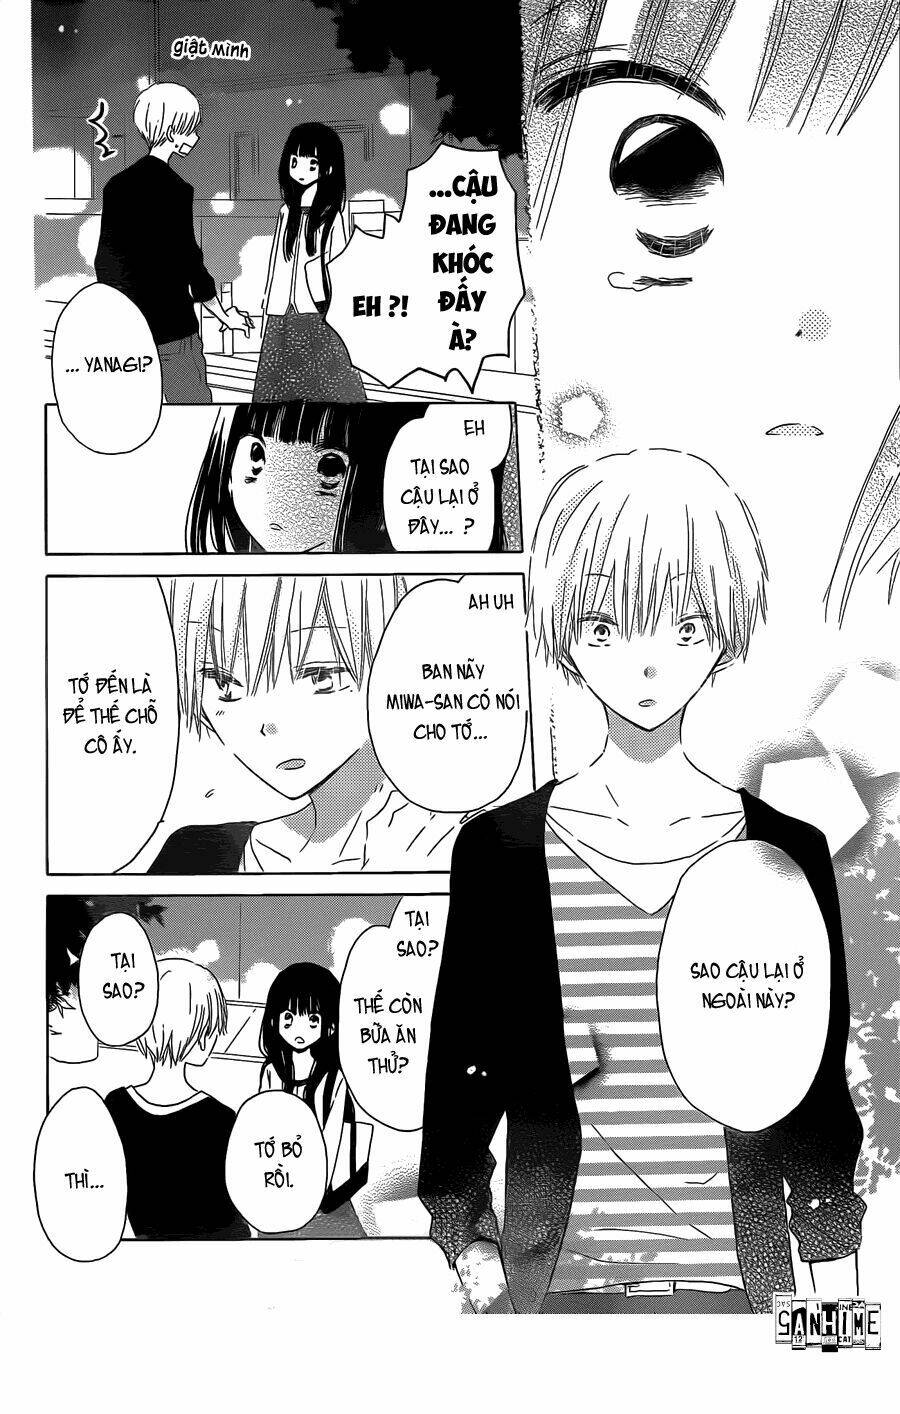 SAO CẬU LẠI Ở
NGOÀI NÀY?
giật mình
...CẬU
ĐANG
KHÓC
ĐẤY
À?
EH ?!
... YANAGI?
EH
TẠI SAO
CẬU LẠI Ở
ĐÂY... ?
AH UH
BAN NÃY
MIWA-SAN CÓ NÓI
CHO TỚ...
TỚ ĐẾN LÀ
ĐỂ THẾ CHỖ
CÔ ẤY.
TẠI
SAO?
THẾ CÒN
BỮA ĂN
THỬ?
TẠI
SAO?
TỚ BỎ
RỒI.
THÌ...
SANHIME
CAT